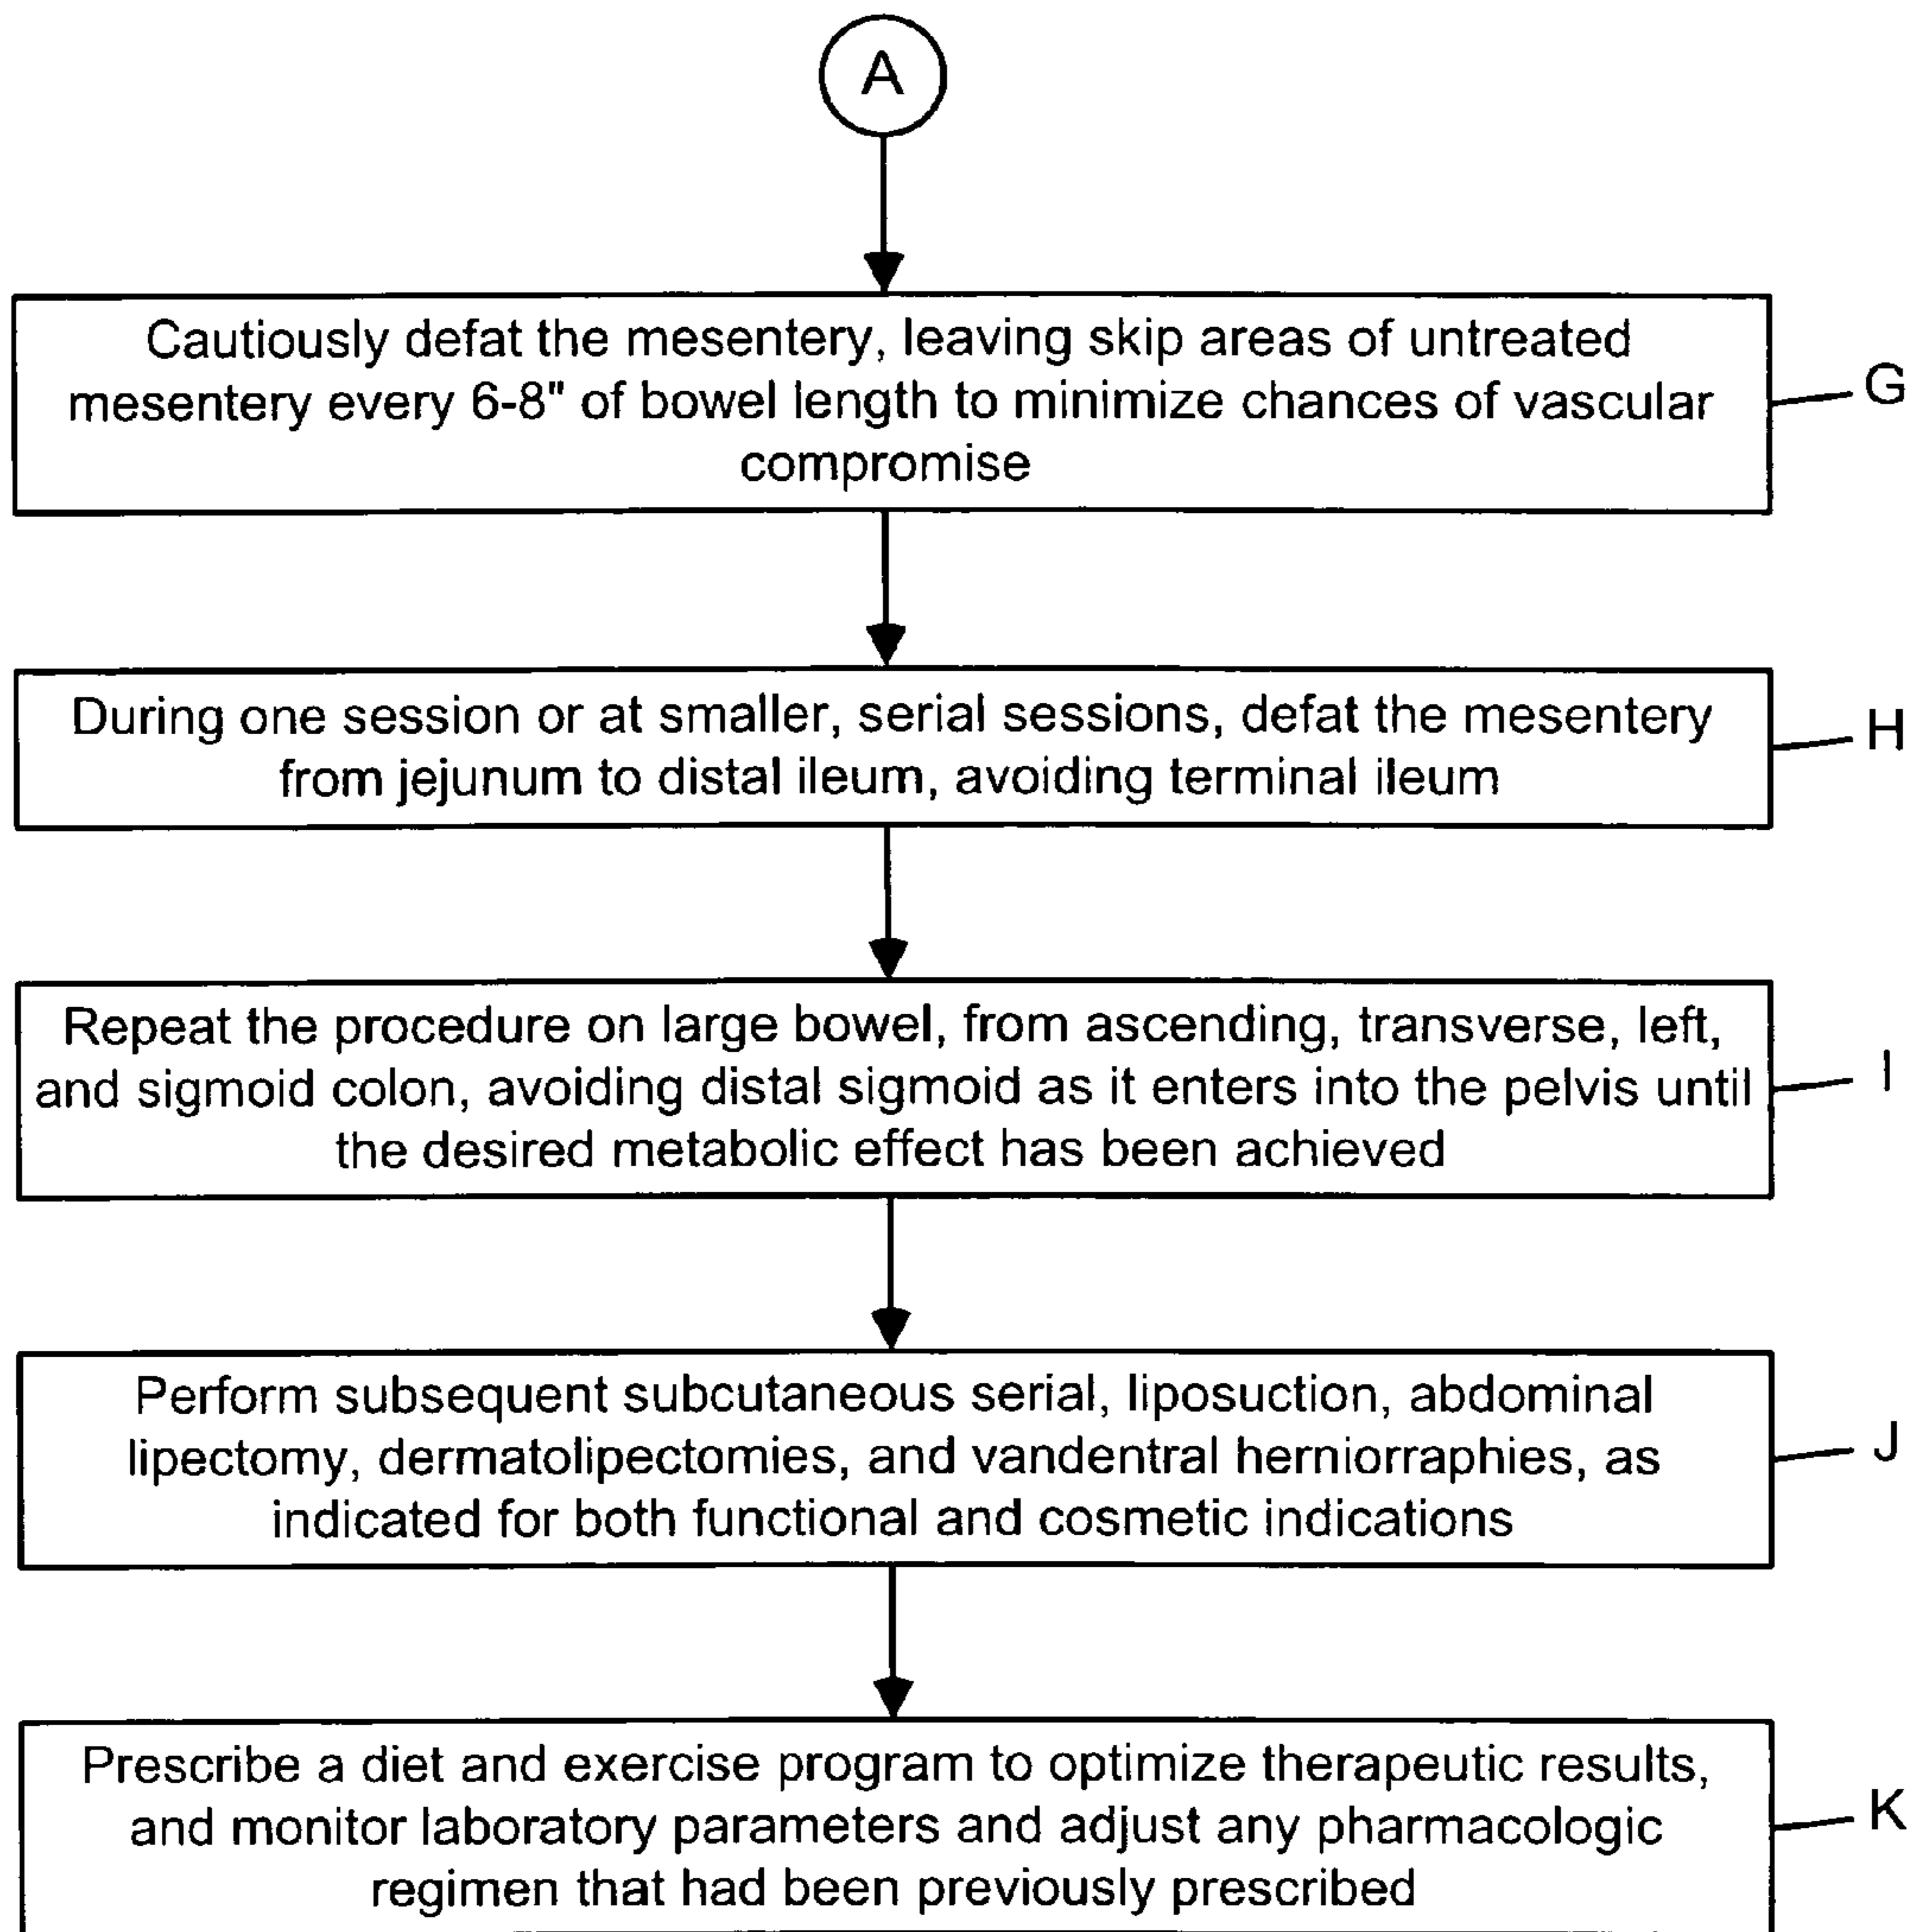 A
Cautiously defat the mesentery, leaving skip areas of untreated
mesentery every 6-8" of bowel length to minimize chances of vascular
compromise
G
During one session or at smaller, serial sessions, defat the mesentery
from jejunum to distal ileum, avoiding terminal ileum
H
Repeat the procedure on large bowel, from ascending, transverse, left,
and sigmoid colon, avoiding distal sigmoid as it enters into the pelvis until
the desired metabolic effect has been achieved
I
Perform subsequent subcutaneous serial, liposuction, abdominal
lipectomy, dermatolipectomies, and vandentral herniorraphies, as
indicated for both functional and cosmetic indications
J
Prescribe a diet and exercise program to optimize therapeutic results,
and monitor laboratory parameters and adjust any pharmacologic
regimen that had been previously prescribed
K